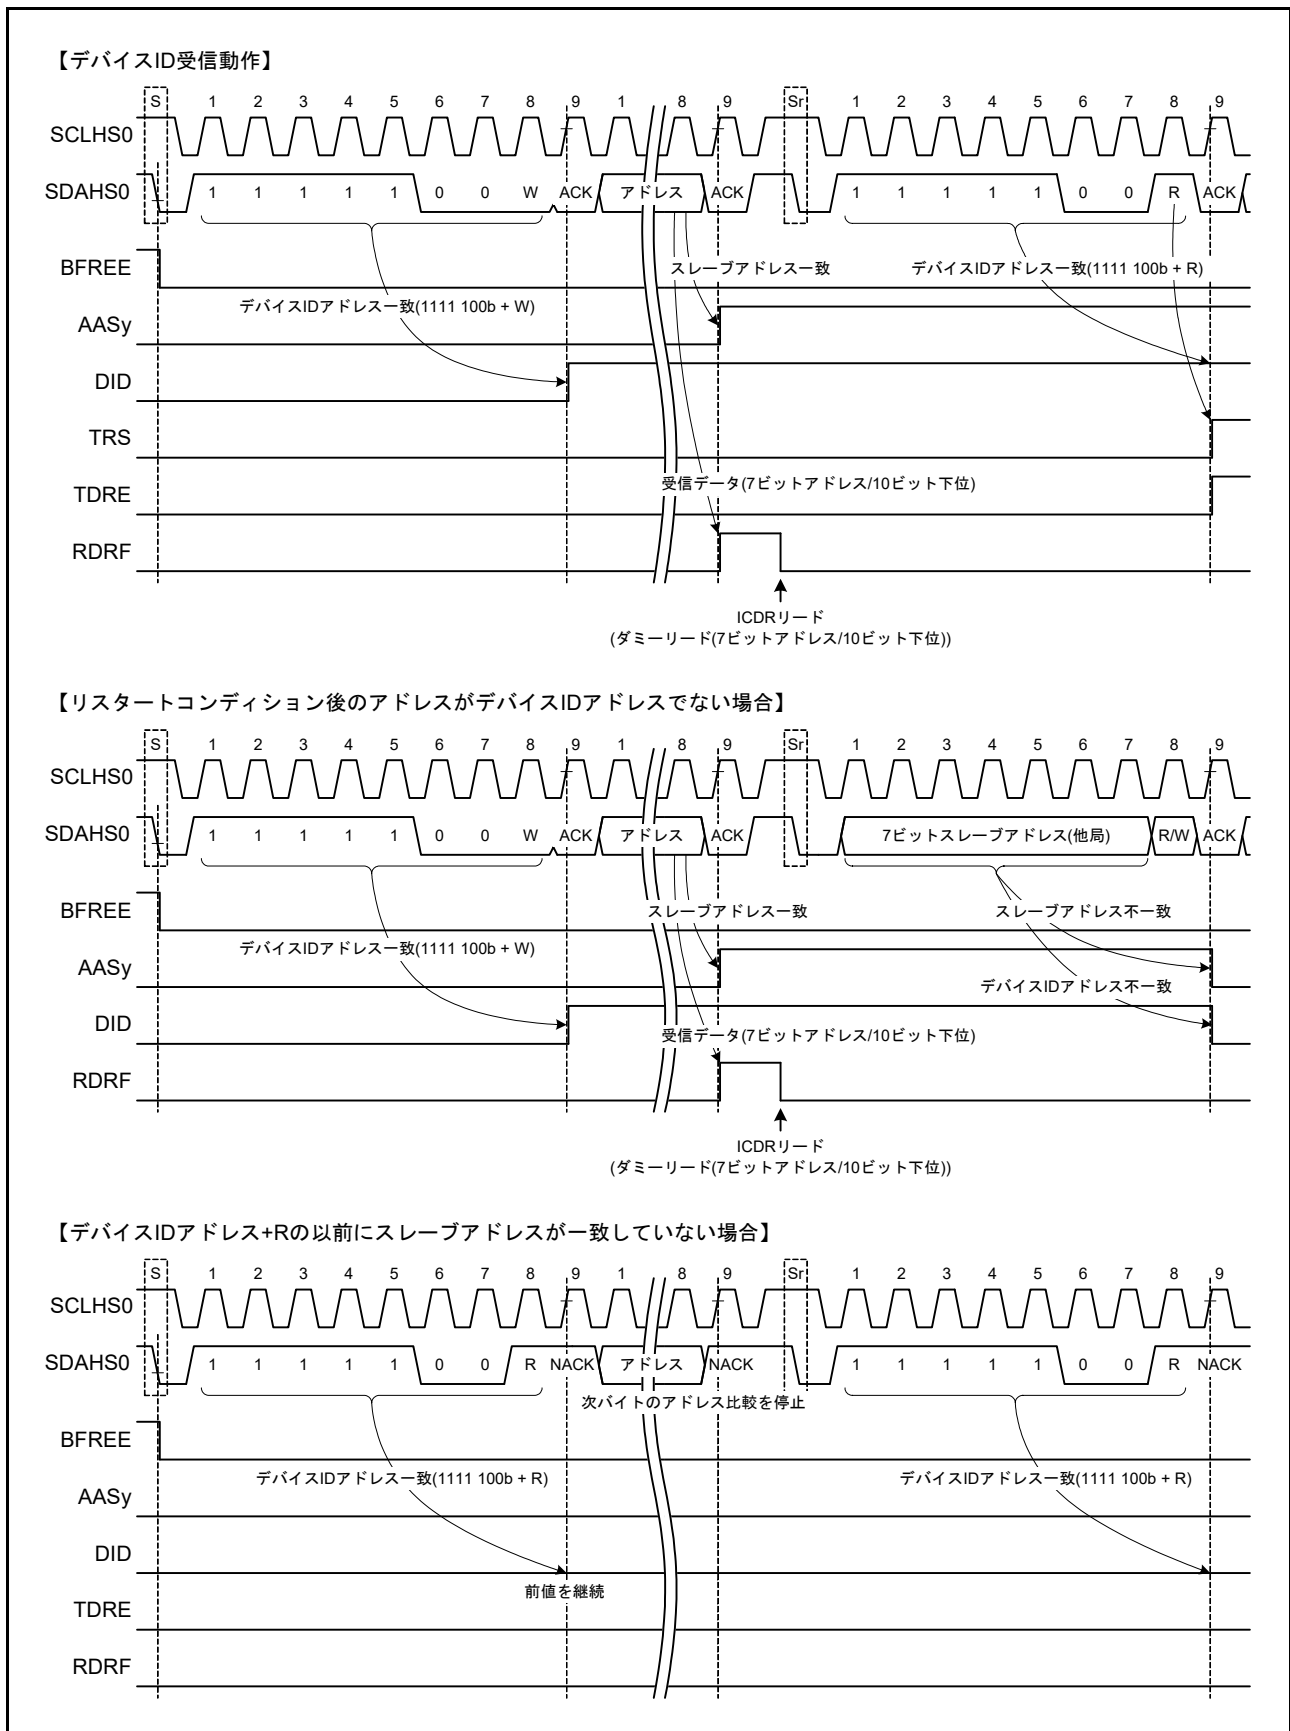 【デバイスID受信動作】
S 1 2 3 4 5 6 7 8 9 1 8 9 Sr 1 2 3 4 5 6 7 8 9
SCLHS0
SDAHS0 1 1 1 1 1 0 0 W ACK アドレス ACK 1 1 1 1 1 0 0 R ACK
BFREE スレーブアドレス一致 デバイスIDアドレス一致(1111 100b + R)
デバイスIDアドレス一致(1111 100b + W)
AASy
DID
TRS
受信データ(7ビットアドレス/10ビット下位)
TDRE
RDRF
ICDRリード
(ダミーリード(7ビットアドレス/10ビット下位))
【リスタートコンディション後のアドレスがデバイスIDアドレスでない場合】
S 1 2 3 4 5 6 7 8 9 1 8 9 Sr 1 2 3 4 5 6 7 8 9
SCLHS0
SDAHS0 1 1 1 1 1 0 0 W ACK アドレス ACK 7ビットスレーブアドレス(他局) R/W ACK
BFREE スレーブアドレス一致 スレーブアドレス不一致
デバイスIDアドレス一致(1111 100b + W)
AASy
デバイスIDアドレス不一致
DID
受信データ(7ビットアドレス/10ビット下位)
RDRF
ICDRリード
(ダミーリード(7ビットアドレス/10ビット下位))
【デバイスIDアドレス+Rの以前にスレーブアドレスが一致していない場合】
S 1 2 3 4 5 6 7 8 9 1 8 9 Sr 1 2 3 4 5 6 7 8 9
SCLHS0
SDAHS0 1 1 1 1 1 0 0 R NACK アドレス NACK 1 1 1 1 1 0 0 R NACK
次バイトのアドレス比較を停止
BFREE
デバイスIDアドレス一致(1111 100b + R) デバイスIDアドレス一致(1111 100b + R)
AASy
DID
前値を継続
TDRE
RDRF